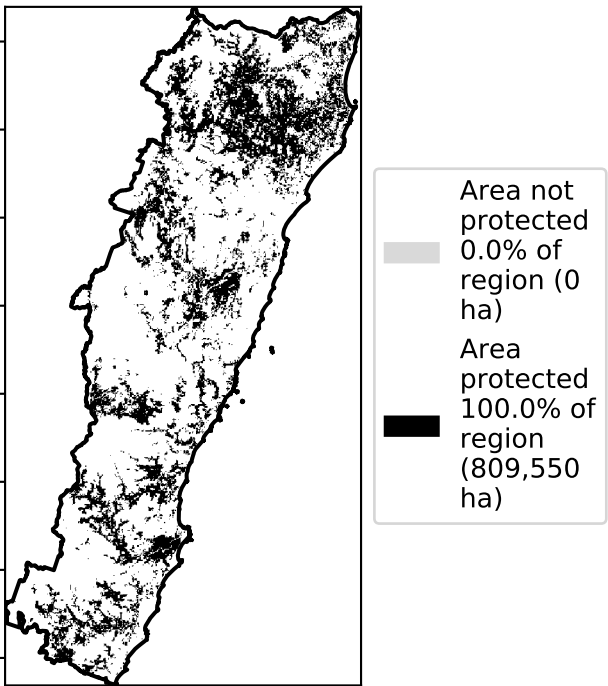 Area not
protected
0.0% of
region (0
ha)
Area
protected
100.0% of
region
(809,550
ha)